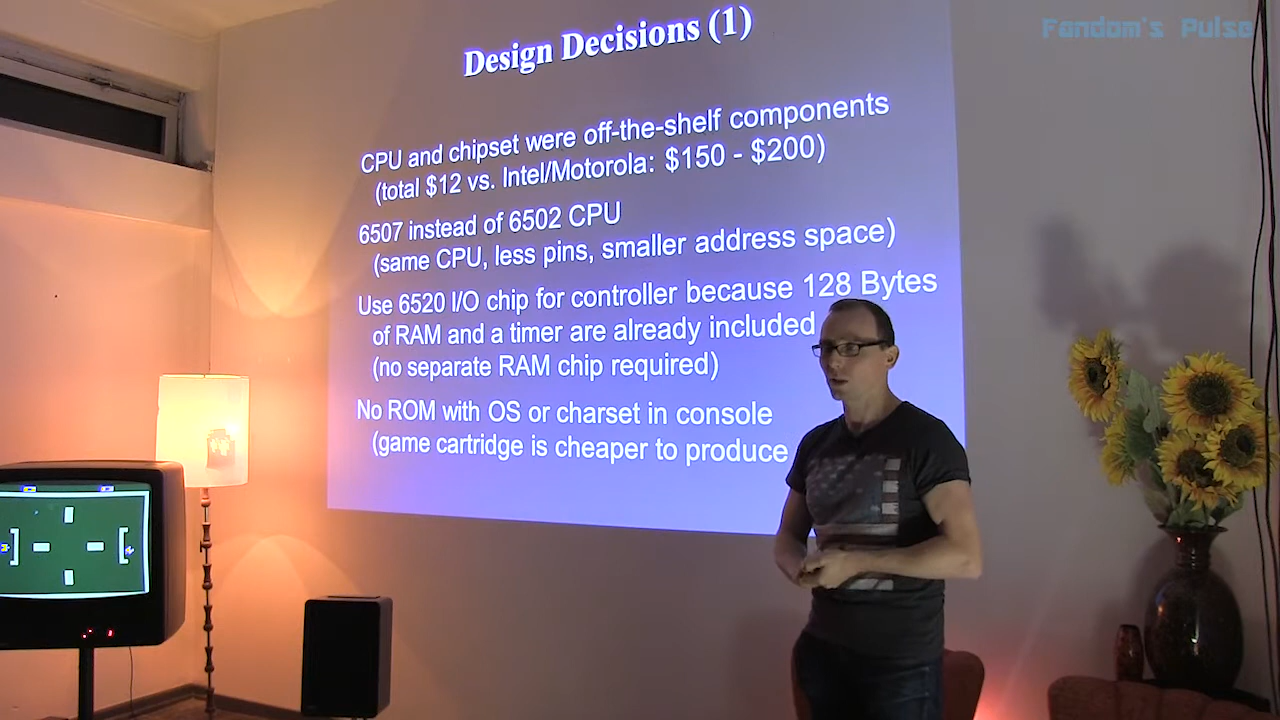 Fandom's Pulse
Design Decisions (1)
CPU and chipset were off-the-shelf components
(total $12 vs. Intel/Motorola: $150 - $200)
6507 instead of 6502 CPU
(same CPU, less pins, smaller address space)
Use 6520 I/O chip for controller because 128 Bytes
of RAM and a timer are already included
(no separate RAM chip required)
No ROM with OS or charset in console
(game cartridge is cheaper to produce